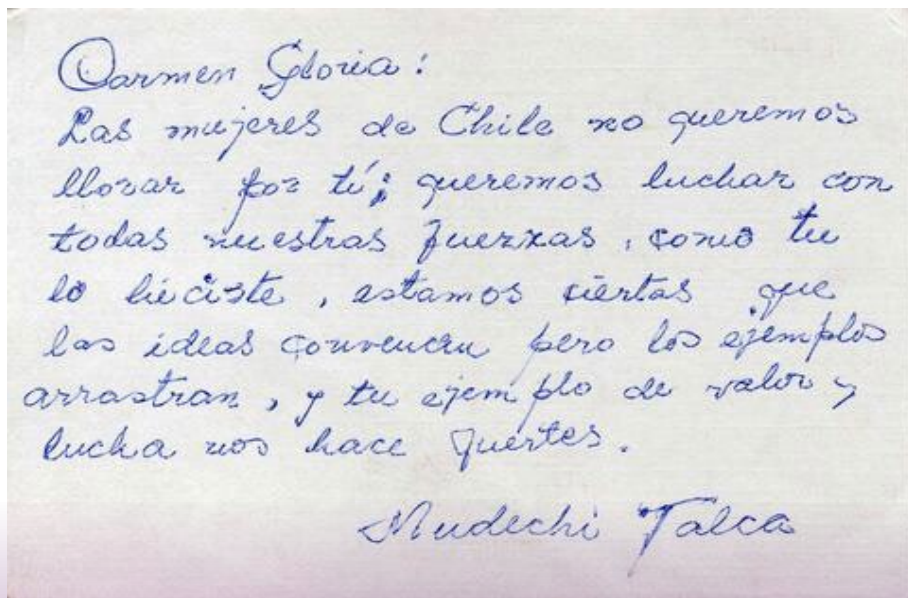 Carmen Gloria:
Las mujeres de Chile no queremos
llorar por tí; queremos luchar con
todas nuestras fuerzas, como tu
lo hiciste, estamos ciertas que
las ideas convencen pero los ejemplos
arrastran, y tu ejemplo de valor y
lucha nos hace fuertes.
Mudechi Talca